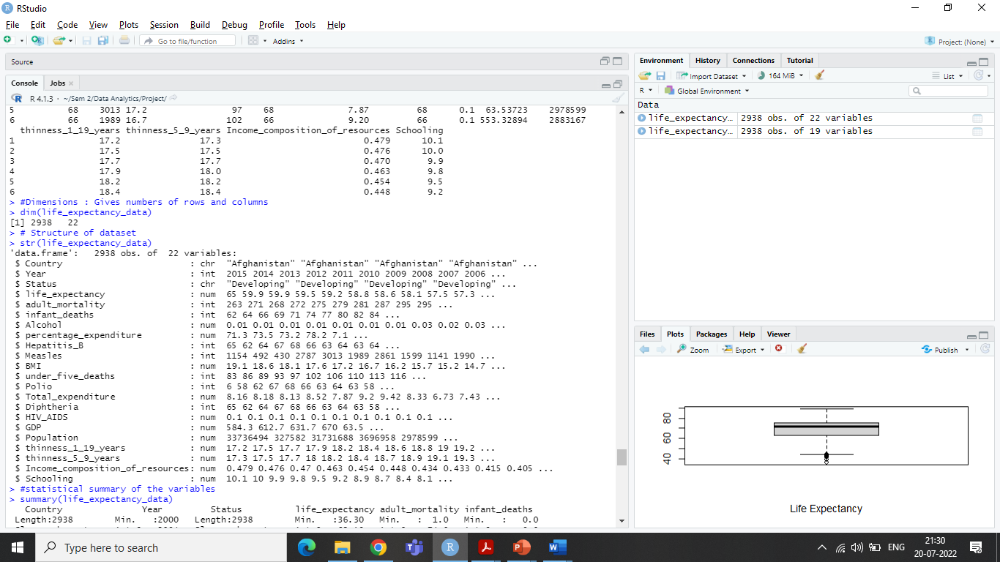 RStudio
File Edit Code View Plots Session Build Debug Profile Tools Help
Go to file/function Addins Project: (None)
Source
Console Jobs
R 4.1.3 · ~/Sem 2/Data Analytics/Project/
5 68 3013 17.2 97 68 7.87 68 0.1 63.53723 2978599
6 66 1989 16.7 102 66 9.20 66 0.1 553.32894 2883167
thinness_1_19_years thinness_5_9_years Income_composition_of_resources Schooling
1 17.2 17.3 0.479 10.1
2 17.5 17.5 0.476 10.0
3 17.7 17.7 0.470 9.9
4 17.9 18.0 0.463 9.8
5 18.2 18.2 0.454 9.5
6 18.4 18.4 0.448 9.2
> #Dimensions : Gives numbers of rows and columns
> dim(life_expectancy_data)
[1] 2938 22
> # Structure of dataset
> str(life_expectancy_data)
'data.frame': 2938 obs. of 22 variables:
$ Country : chr "Afghanistan" "Afghanistan" "Afghanistan" "Afghanistan" ...
$ Year : int 2015 2014 2013 2012 2011 2010 2009 2008 2007 2006 ...
$ Status : chr "Developing" "Developing" "Developing" "Developing" ...
$ life_expectancy : num 65 59.9 59.9 59.5 59.2 58.8 58.6 58.1 57.5 57.3 ...
$ adult_mortality : int 263 271 268 272 275 279 281 287 295 295 ...
$ infant_deaths : int 62 64 66 69 71 74 77 80 82 84 ...
$ Alcohol : num 0.01 0.01 0.01 0.01 0.01 0.01 0.01 0.03 0.02 0.03 ...
$ percentage_expenditure : num 71.3 73.5 73.2 78.2 7.1 ...
$ Hepatitis_B : int 65 62 64 67 68 66 63 64 63 64 ...
$ Measles : int 1154 492 430 2787 3013 1989 2861 1599 1141 1990 ...
$ BMI : num 19.1 18.6 18.1 17.6 17.2 16.7 16.2 15.7 15.2 14.7 ...
$ under_five_deaths : int 83 86 89 93 97 102 106 110 113 116 ...
$ Polio : int 6 58 62 67 68 66 63 64 63 58 ...
$ Total_expenditure : num 8.16 8.18 8.13 8.52 7.87 9.2 9.42 8.33 6.73 7.43 ...
$ Diphtheria : int 65 62 64 67 68 66 63 64 63 58 ...
$ HIV_AIDS : num 0.1 0.1 0.1 0.1 0.1 0.1 0.1 0.1 0.1 0.1 ...
$ GDP : num 584.3 612.7 631.7 670 63.5 ...
$ Population : num 33736494 327582 31731688 3696958 2978599 ...
$ thinness_1_19_years : num 17.2 17.5 17.7 17.9 18.2 18.4 18.6 18.8 19 19.2 ...
$ thinness_5_9_years : num 17.3 17.5 17.7 18 18.2 18.4 18.7 18.9 19.1 19.3 ...
$ Income_composition_of_resources: num 0.479 0.476 0.47 0.463 0.454 0.448 0.434 0.433 0.415 0.405 ...
$ Schooling : num 10.1 10 9.9 9.8 9.5 9.2 8.9 8.7 8.4 8.1 ...
> #statistical summary of the variables
> summary(life_expectancy_data)
Country Year Status life_expectancy adult_mortality infant_deaths
Length:2938 Min. :2000 Length:2938 Min. :36.30 Min. : 1.0 Min. : 0.0
Environment History Connections Tutorial
Import Dataset 164 MiB List
R Global Environment
Data
life_expectancy… 2938 obs. of 22 variables
life_expectancy… 2938 obs. of 19 variables
Files Plots Packages Help Viewer
Zoom Export Publish
80
60
40
Life Expectancy
Type here to search
ENG
21:30
20-07-2022